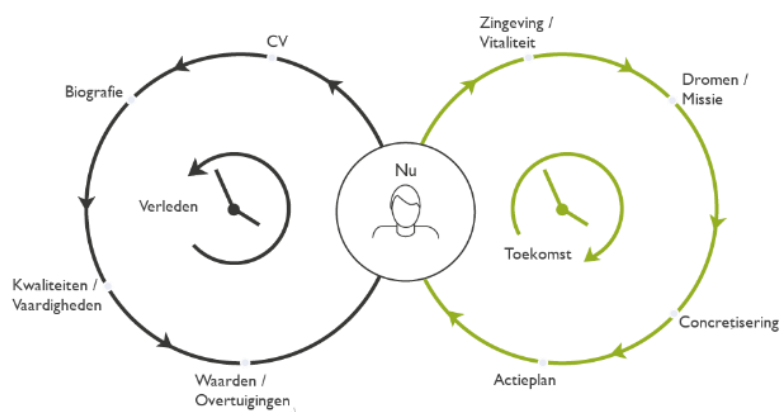 Zingeving /
Vitaliteit
CV
Dromen /
Missie
Biografie
Nu
Verleden
Toekomst
Kwaliteiten /
Vaardigheden
Concretisering
Waarden /
Overtuigingen
Actieplan